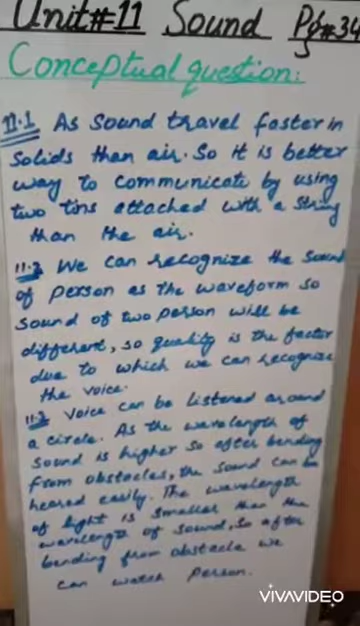 Unit#11 Sound Pg#34
Conceptual question:
11.1 As Sound travel faster in
solids than air. So it is better
way to communicate by using
two tins attached with a string
than the air.
11.2 We can recognize the sound
of person as the waveform so
sound of two person will be
different, so quality is the factor
due to which we can recognize
the voice.
11.3 Voice can be listened around
a circle. As the wavelength of
sound is higher so after bending
from obstacles, the sound can be
heared easily. The wavelength
of light is smaller than the
wavelength of sound, so after
bending from obstacle we
can watch person.
VIVAVIDEO